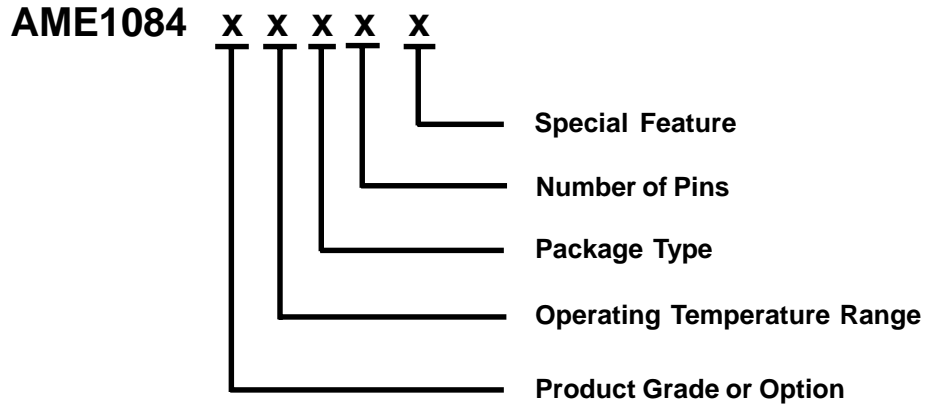 AME1084 x x x x x
Special Feature
Number of Pins
Package Type
Operating Temperature Range
Product Grade or Option